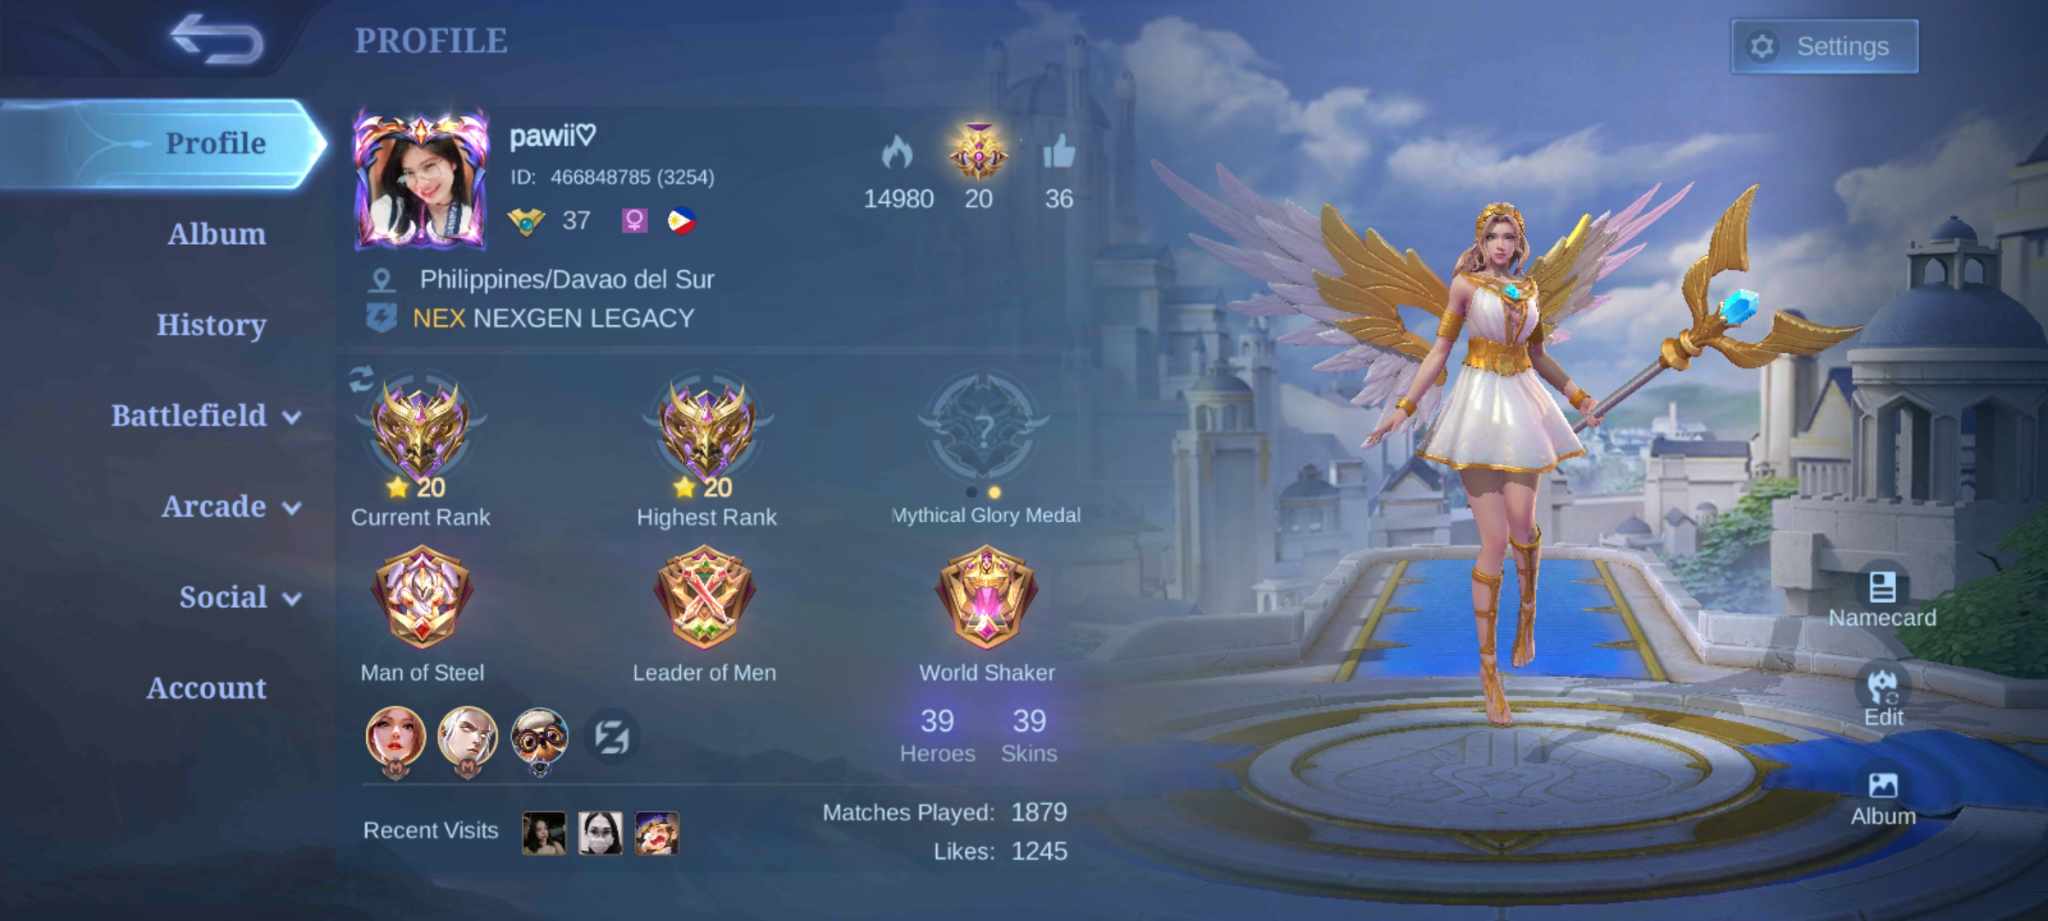 PROFILE
Settings
Profile
Album
History
Battlefield
Arcade
Social
Account
pawii♡
ID: 466848785 (3254)
37
14980
20
36
Philippines/Davao del Sur
NEX NEXGEN LEGACY
20
Current Rank
20
Highest Rank
?
Mythical Glory Medal
Man of Steel
Leader of Men
World Shaker
39
Heroes
39
Skins
M
M
Recent Visits
Matches Played: 1879
Likes: 1245
Namecard
Edit
Album